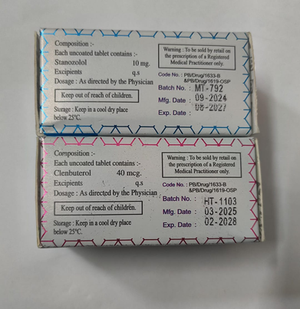 Composition :-
Each uncoated tablet contains :
Stanozolol 10 mg.
Excipients q.s
Dosage : As directed by the Physician
Keep out of reach of children.
Storage : Keep in a cool dry place
below 25°C.
Warning : To be sold by retail on
the prescription of a Registered
Medical Practitioner only.
Code No. : PB/Drug/1633-B
&PB/Drug/1619-OSP
Batch No. : MT-792
Mfg. Date : 09-2024
Exp. Date : 08-2027
Composition :-
Each uncoated tablet contains :
Clenbuterol 40 mcg.
Excipients q.s
Dosage : As directed by the Physician
Keep out of reach of children.
Storage : Keep in a cool dry place
below 25°C.
Warning : To be sold by retail on
the prescription of a Registered
Medical Practitioner only.
Code No. : PB/Drug/1633-B
&PB/Drug/1619-OSP
Batch No. : HT-1103
Mfg. Date : 03-2025
Exp. Date : 02-2028